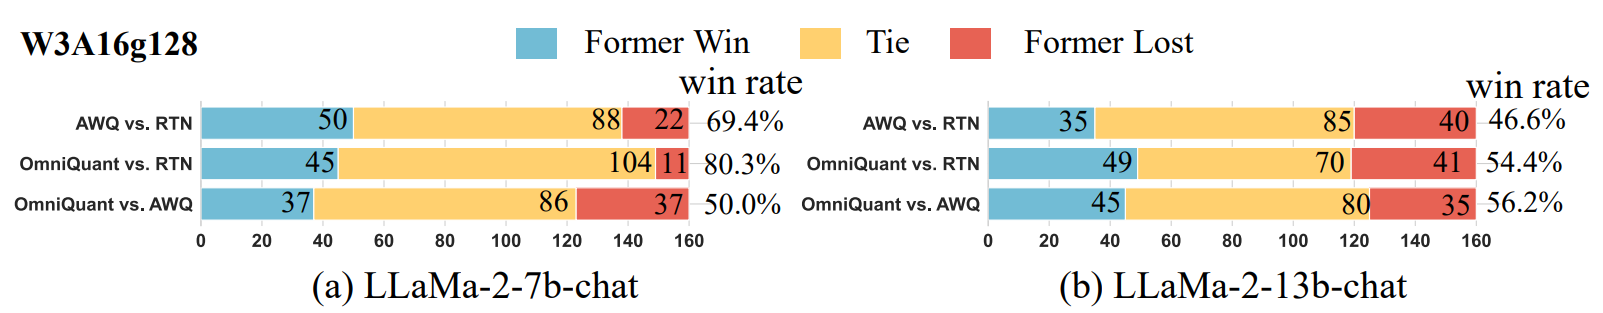 W3A16g128
Former Win Tie Former Lost
win rate
AWQ vs. RTN 50 88 22 69.4%
OmniQuant vs. RTN 45 104 11 80.3%
OmniQuant vs. AWQ 37 86 37 50.0%
0 20 40 60 80 100 120 140 160
(a) LLaMa-2-7b-chat
win rate
AWQ vs. RTN 35 85 40 46.6%
OmniQuant vs. RTN 49 70 41 54.4%
OmniQuant vs. AWQ 45 80 35 56.2%
0 20 40 60 80 100 120 140 160
(b) LLaMa-2-13b-chat